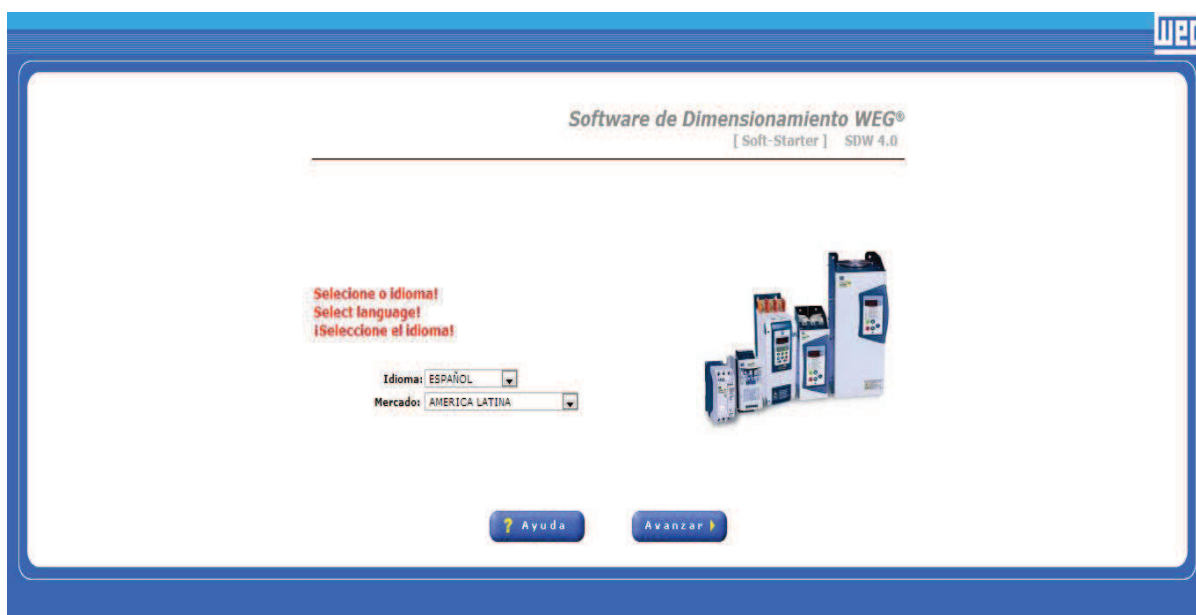 Software de Dimensionamiento WEG®
[ Soft-Starter ] SDW 4.0
Selecione o idioma!
Select language!
¡Seleccione el idioma!
Idioma: ESPAÑOL
Mercado: AMERICA LATINA
? Ayuda
Avanzar